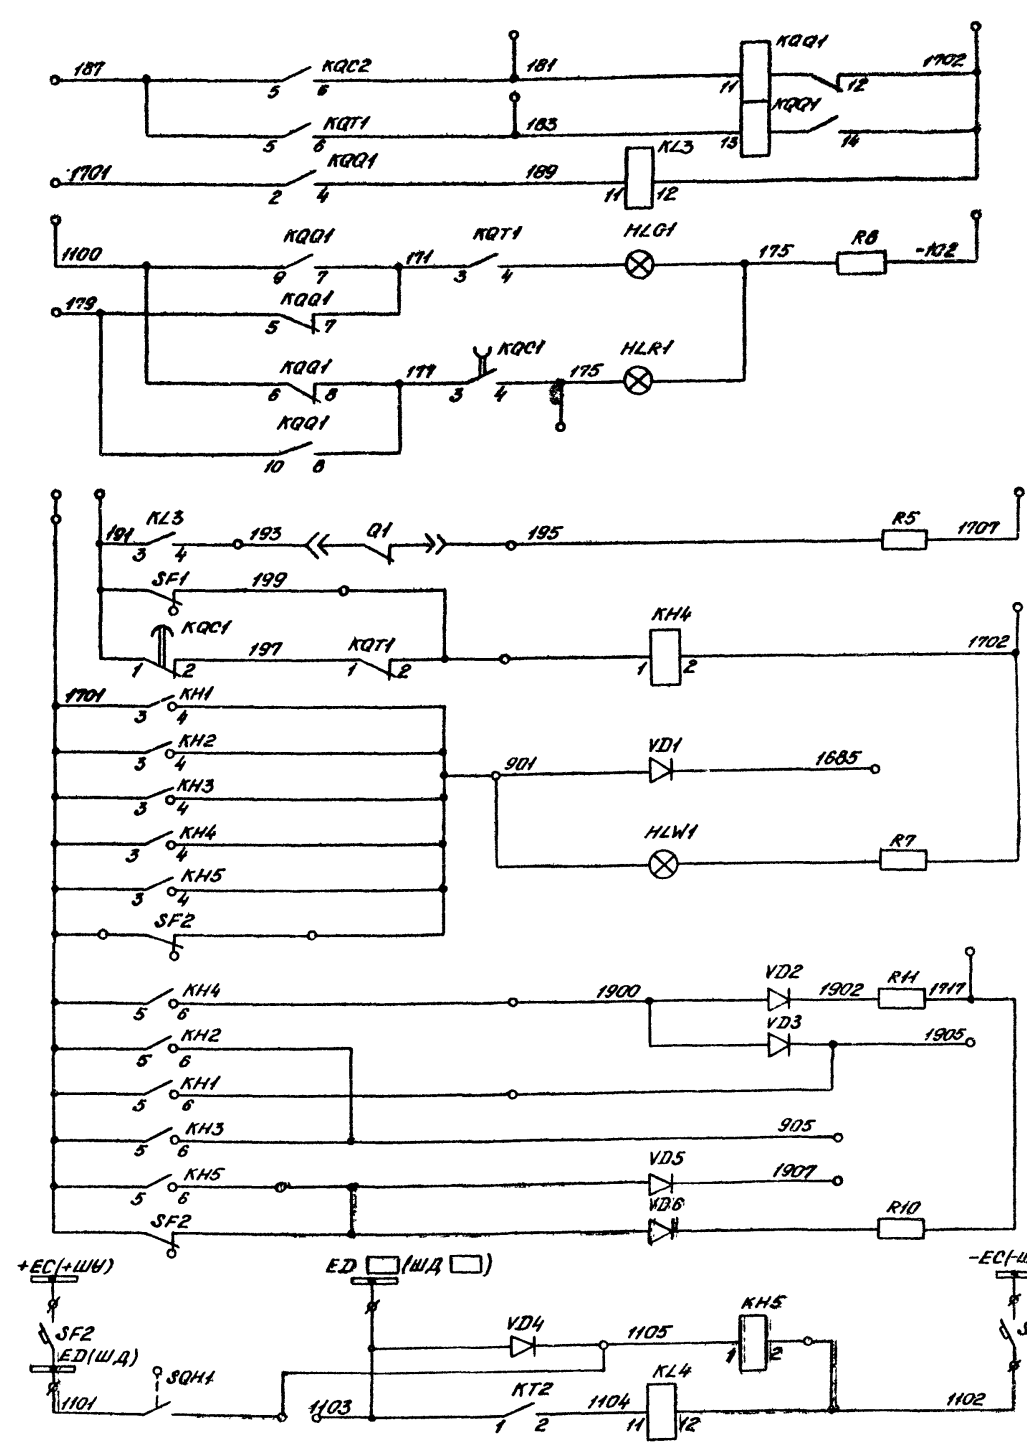 KQQ1
187 KQC2 181 1702
5 6 11 12
KQT1 183 KQQ1
5 6 13 14
1701 KQQ1 189 KL3
2 4 11 12
1100 KQQ1 171 KQT1 HLG1 175 R8 -102
9 7 3 4
179 KQQ1
5 7
KQQ1 177 KQC1 175 HLR1
6 8 3 4
KQQ1
10 8
191 KL3 193 Q1 195 R5 1707
3 4
SF1 199
KQC1 197 KQT1 KH4 1702
1 2 1 2 1 2
1701 KH1
3 4
KH2 901 VD1 1685
3 4
KH3
3 4
KH4 HLW1 R7
3 4
KH5
3 4
SF2
KH4 1900 VD2 1902 R11 1717
5 6
KH2 VD3 1905
5 6
KH1
5 6
KH3 905
5 6
KH5 VD5 1907
5 6
SF2 VD6 R10
+EC(+ШУ) ED (ШД ) -EC(-Ш
SF2 VD4 1105 KH5 S
1 2
ED(ШД)
1101 SQH1 1103 KT2 1104 KL4 1102
1 2 11 12